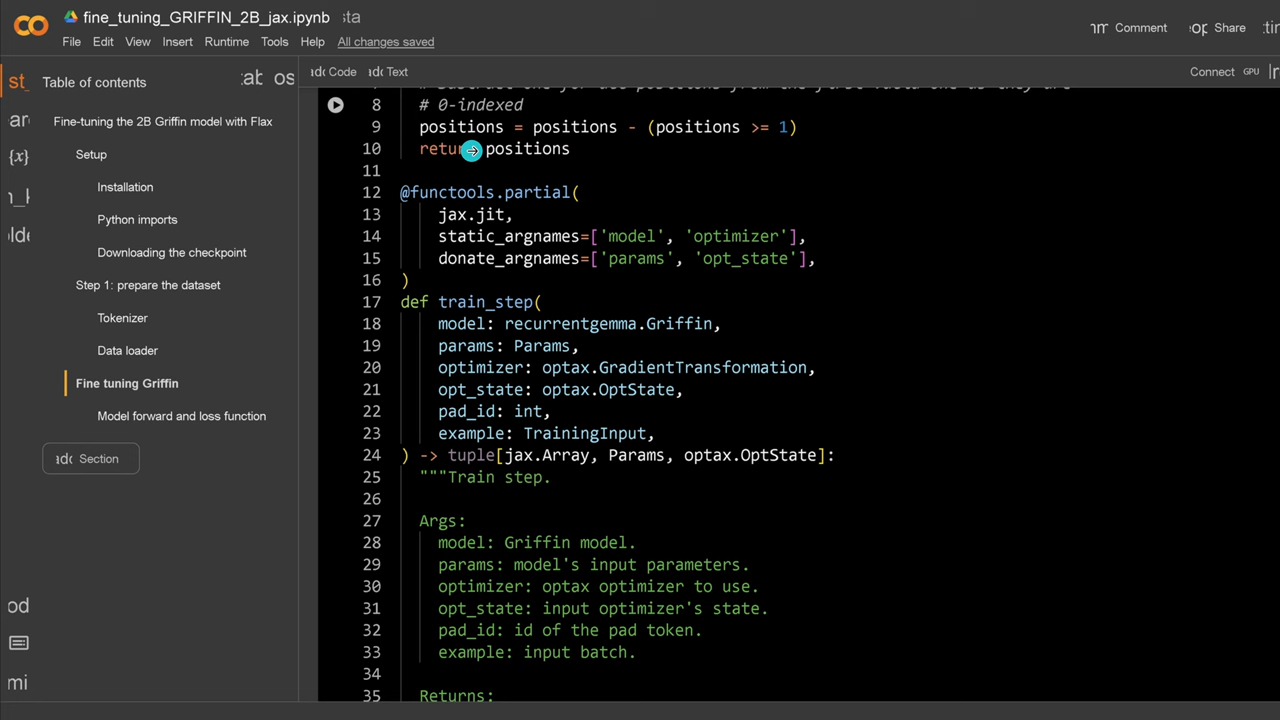 fine_tuning_GRIFFIN_2B_jax.ipynb sta
File Edit View Insert Runtime Tools Help All changes saved
Comment
Share
Table of contents
Fine-tuning the 2B Griffin model with Flax
Setup
Installation
Python imports
Downloading the checkpoint
Step 1: prepare the dataset
Tokenizer
Data loader
Fine tuning Griffin
Model forward and loss function
Section
Code Text
Connect GPU
8 # 0-indexed
9 positions = positions - (positions >= 1)
10 return positions
11
12 @functools.partial(
13 jax.jit,
14 static_argnames=['model', 'optimizer'],
15 donate_argnames=['params', 'opt_state'],
16 )
17 def train_step(
18 model: recurrentgemma.Griffin,
19 params: Params,
20 optimizer: optax.GradientTransformation,
21 opt_state: optax.OptState,
22 pad_id: int,
23 example: TrainingInput,
24 ) -> tuple[jax.Array, Params, optax.OptState]:
25 """Train step.
26
27 Args:
28 model: Griffin model.
29 params: model's input parameters.
30 optimizer: optax optimizer to use.
31 opt_state: input optimizer's state.
32 pad_id: id of the pad token.
33 example: input batch.
34
35 Returns: